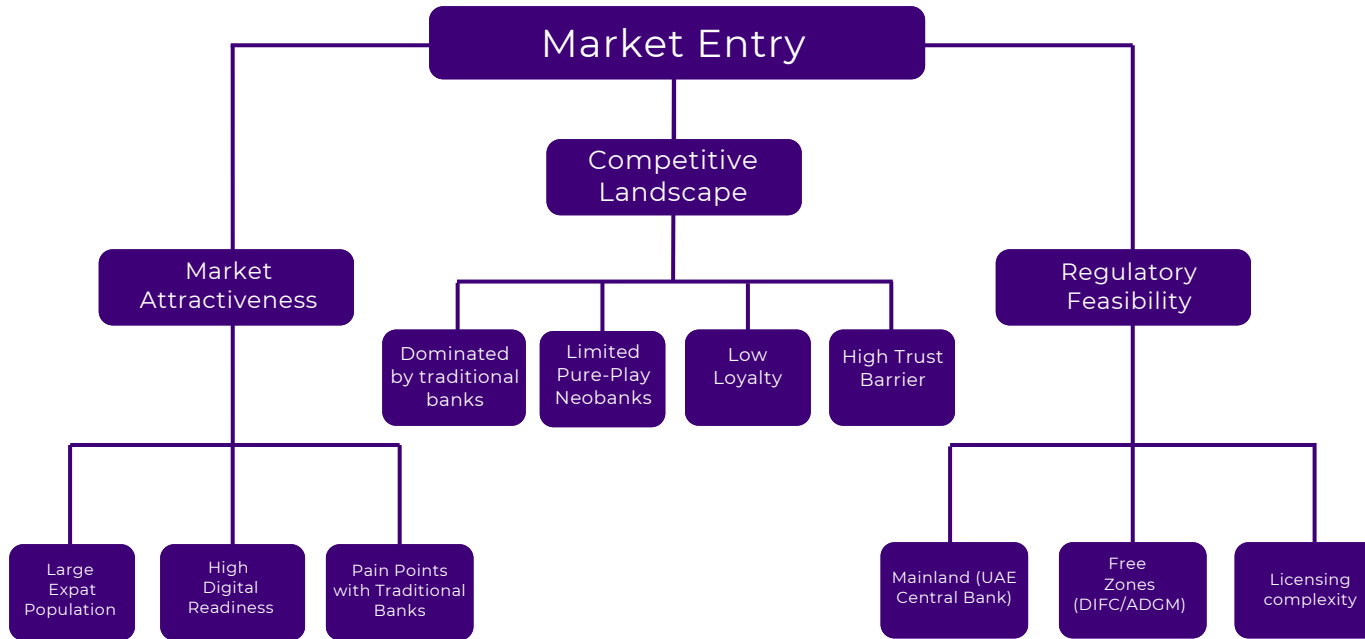 Market Entry
Competitive
Landscape
Market
Attractiveness
Regulatory
Feasibility
Dominated
by traditional
banks
Limited
Pure-Play
Neobanks
Low
Loyalty
High Trust
Barrier
Large
Expat
Population
High
Digital
Readiness
Pain Points
with Traditional
Banks
Mainland (UAE
Central Bank)
Free
Zones
(DIFC/ADGM)
Licensing
complexity